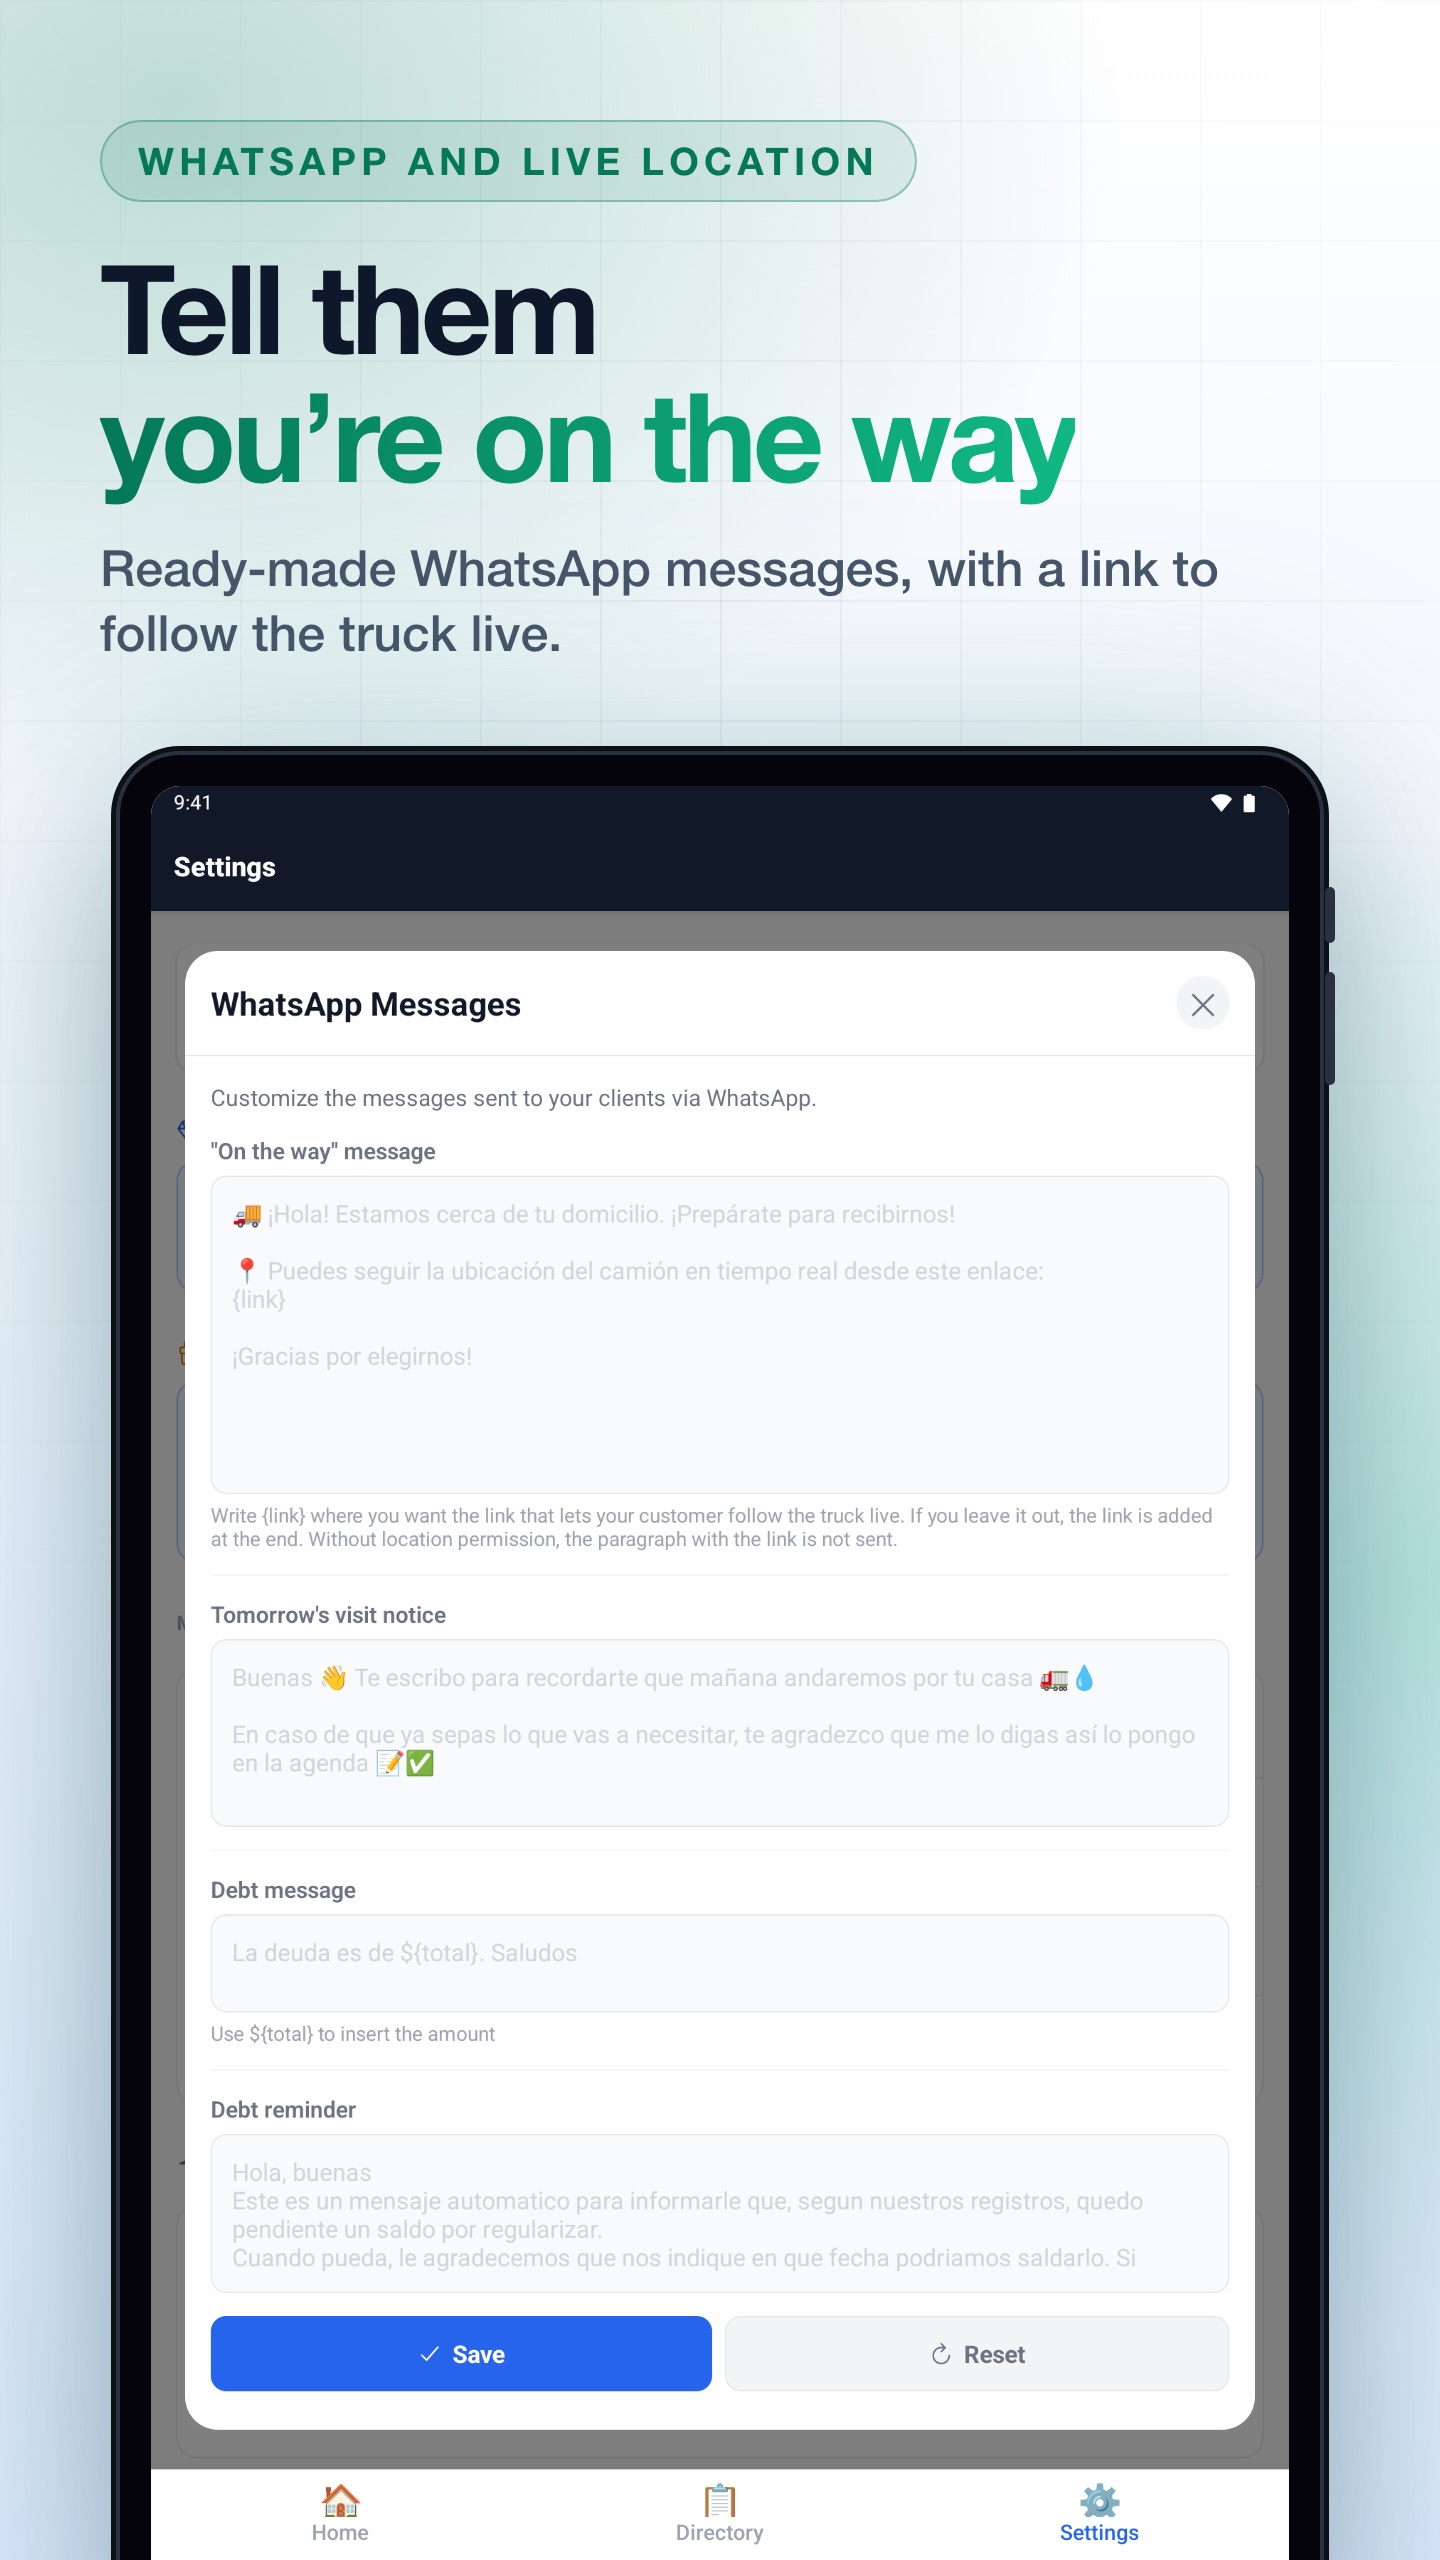 WHATSAPP AND LIVE LOCATION
Tell them
you’re on the way
Ready-made WhatsApp messages, with a link to
follow the truck live.
9:41
Settings
WhatsApp Messages
Customize the messages sent to your clients via WhatsApp.
"On the way" message
🚚 ¡Hola! Estamos cerca de tu domicilio. ¡Prepárate para recibirnos!
📍 Puedes seguir la ubicación del camión en tiempo real desde este enlace:
{link}
¡Gracias por elegirnos!
Write {link} where you want the link that lets your customer follow the truck live. If you leave it out, the link is added
at the end. Without location permission, the paragraph with the link is not sent.
Tomorrow's visit notice
Buenas 👋 Te escribo para recordarte que mañana andaremos por tu casa 🚛💧
En caso de que ya sepas lo que vas a necesitar, te agradezco que me lo digas así lo pongo
en la agenda 📝✅
Debt message
La deuda es de ${total}. Saludos
Use ${total} to insert the amount
Debt reminder
Hola, buenas
Este es un mensaje automatico para informarle que, segun nuestros registros, quedo
pendiente un saldo por regularizar.
Cuando pueda, le agradecemos que nos indique en que fecha podriamos saldarlo. Si
Save
Reset
Home
Directory
Settings